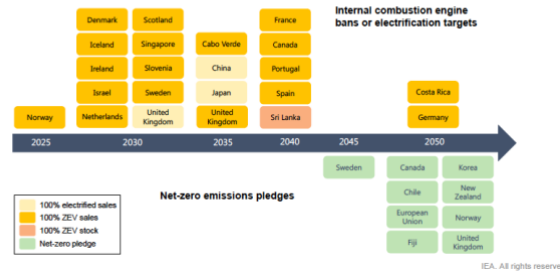 Internal combustion engine
bans or electrification targets
Denmark
Scotland
France
Iceland
Singapore
Cabo Verde
Canada
Ireland
Slovenia
China
Portugal
Israel
Sweden
Japan
Spain
Costa Rica
Norway
Netherlands
United
Kingdom
United
Kingdom
Sri Lanka
Germany
2025
2030
2035
2040
2045
2050
Sweden
Canada
Korea
Net-zero emissions pledges
Chile
New
Zealand
European
Union
Norway
Fiji
United
Kingdom
100% electrified sales
100% ZEV sales
100% ZEV stock
Net-zero pledge
IEA. All rights reserve